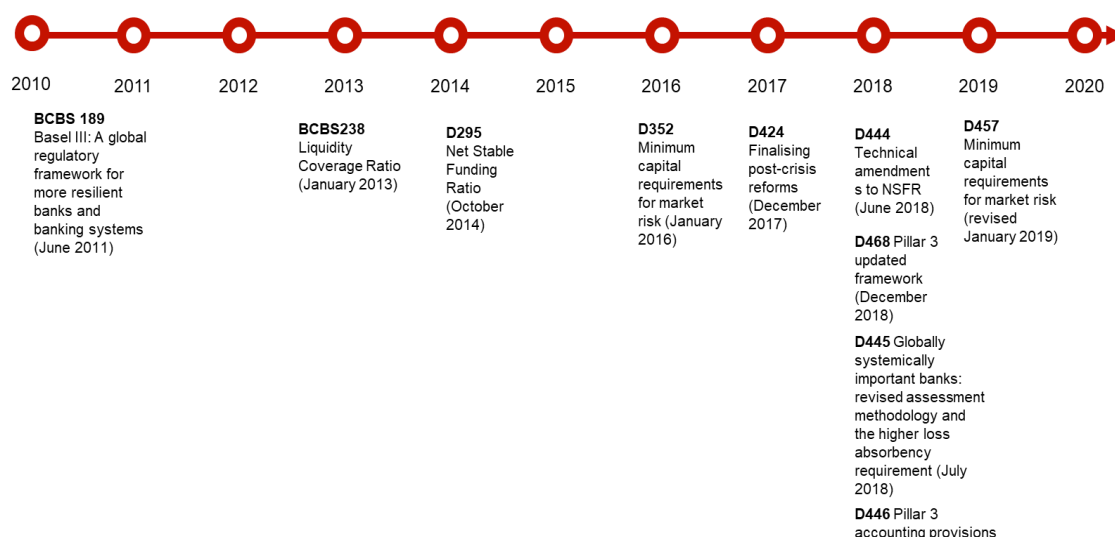 2010 2011 2012 2013 2014 2015 2016 2017 2018 2019 2020
BCBS 189
Basel III: A global
regulatory
framework for
more resilient
banks and
banking systems
(June 2011)
BCBS238
Liquidity
Coverage Ratio
(January 2013)
D295
Net Stable
Funding
Ratio
(October
2014)
D352
Minimum
capital
requirements
for market
risk (January
2016)
D424
Finalising
post-crisis
reforms
(December
2017)
D444
Technical
amendment
s to NSFR
(June 2018)
D468 Pillar 3
updated
framework
(December
2018)
D445 Globally
systemically
important banks:
revised assessment
methodology and
the higher loss
absorbency
requirement (July
2018)
D446 Pillar 3
accounting provisions
D457
Minimum
capital
requirements
for market risk
(revised
January 2019)